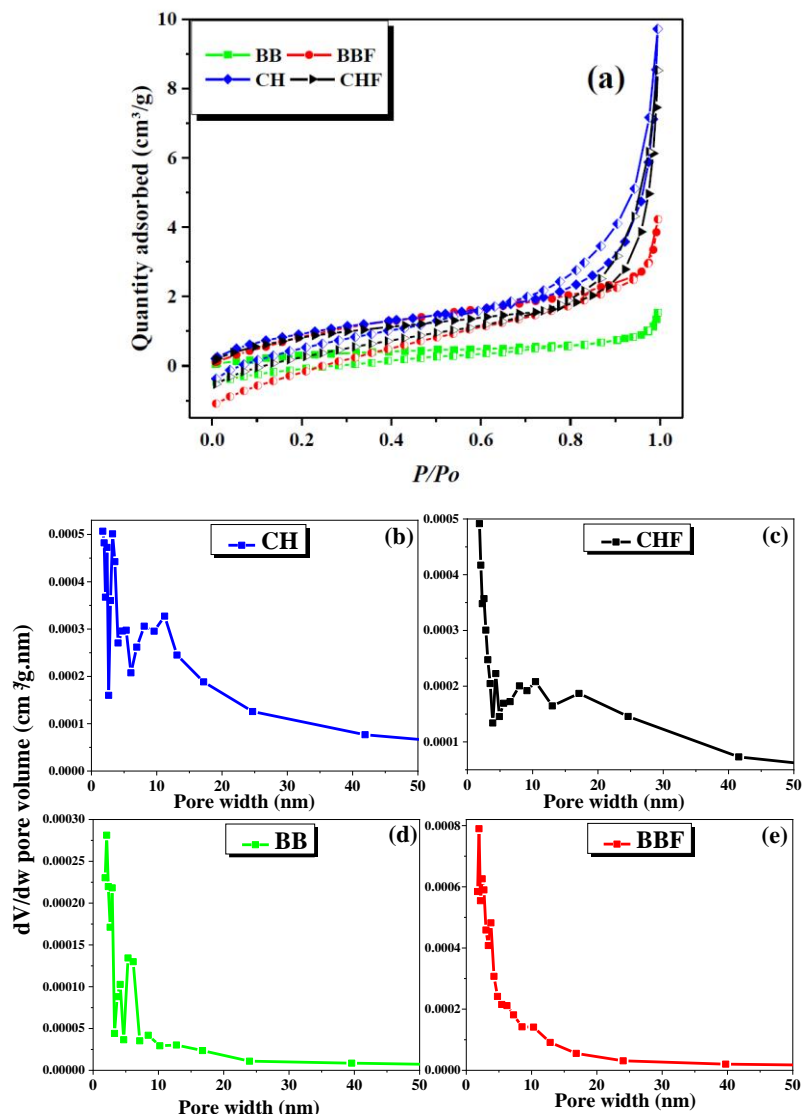 (a)
BB BBF
CH CHF
Quantity adsorbed (cm³/g)
10
8
6
4
2
0
0.0 0.2 0.4 0.6 0.8 1.0
P/Po
dV/dw pore volume (cm³/g.nm)
(b)
CH
0.0005
0.0004
0.0003
0.0002
0.0001
0.0000
0 10 20 30 40 50
Pore width (nm)
(c)
CHF
0.0005
0.0004
0.0003
0.0002
0.0001
0 10 20 30 40 50
Pore width (nm)
(d)
BB
0.00030
0.00025
0.00020
0.00015
0.00010
0.00005
0.00000
0 10 20 30 40 50
Pore width (nm)
(e)
BBF
0.0008
0.0006
0.0004
0.0002
0.0000
0 10 20 30 40 50
Pore width (nm)